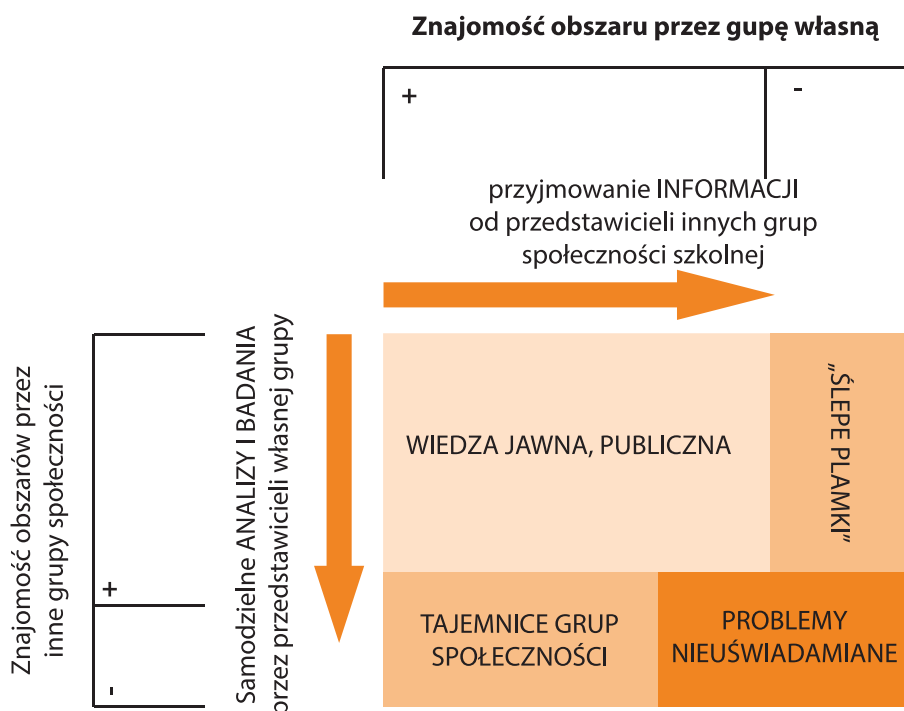 Znajomość obszaru przez gupę własną
+
-
przyjmowanie INFORMACJI
od przedstawicieli innych grup
społeczności szkolnej
Znajomość obszarów przez
inne grupy społeczności
+
-
Samodzielne ANALIZY I BADANIA
przez przedstawicieli własnej grupy
WIEDZA JAWNA, PUBLICZNA
„ŚLEPE PLAMKI”
TAJEMNICE GRUP
SPOŁECZNOŚCI
PROBLEMY
NIEUŚWIADAMIANE